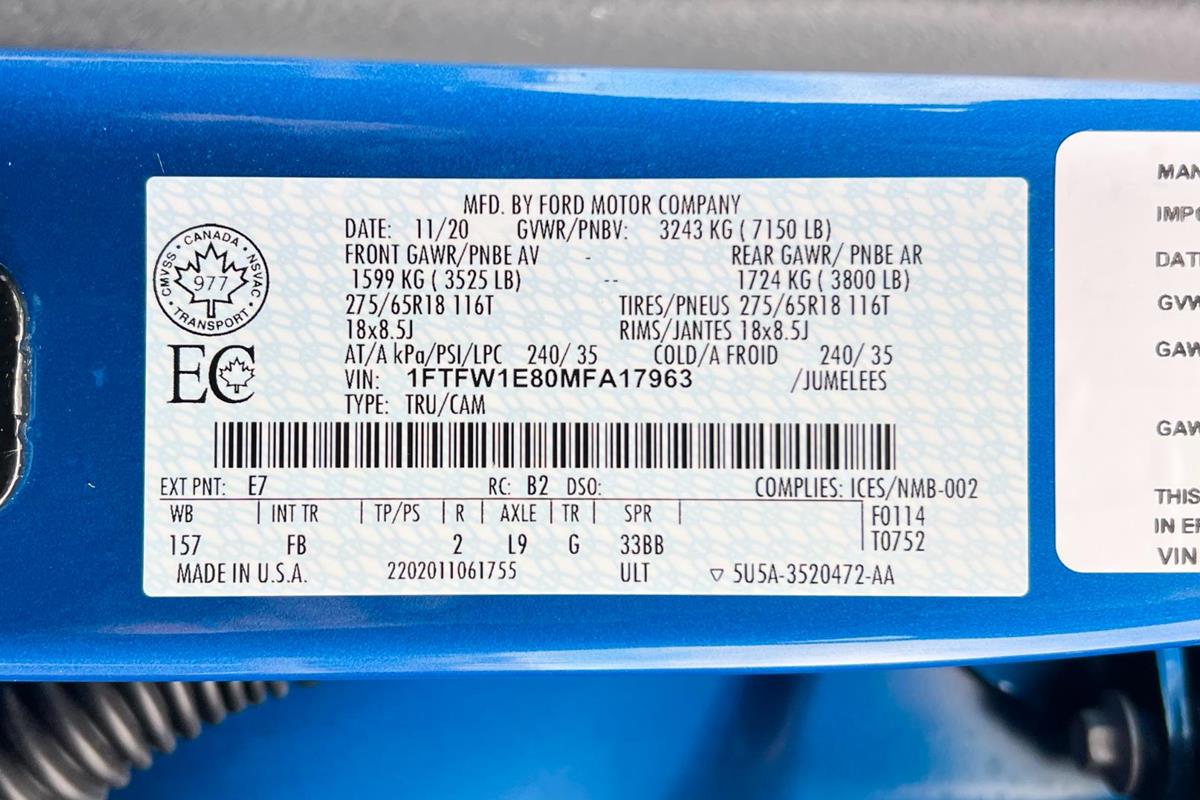 MFD. BY FORD MOTOR COMPANY
DATE: 11/20 GVWR/PNBV: 3243 KG ( 7150 LB)
FRONT GAWR/PNBE AV - REAR GAWR/ PNBE AR
1599 KG ( 3525 LB) -- 1724 KG ( 3800 LB)
275/65R18 116T TIRES/PNEUS 275/65R18 116T
18x8.5J RIMS/JANTES 18x8.5J
AT/A kPa/PSI/LPC 240/ 35 COLD/A FROID 240/ 35
VIN: 1FTFW1E80MFA17963 /JUMELEES
TYPE: TRU/CAM
CANADA
CMVSS 977 NSVAC
TRANSPORT
EC
EXT PNT: E7 RC: B2 DSO: COMPLIES: ICES/NMB-002
WB | INT TR | TP/PS | R | AXLE | TR | SPR | F0114
157 FB 2 L9 G 33BB T0752
MADE IN U.S.A. 2202011061755 ULT ▽ 5U5A-3520472-AA
MAN
IMPO
DATE
GVW
GAW
GAW
THIS
IN EF
VIN